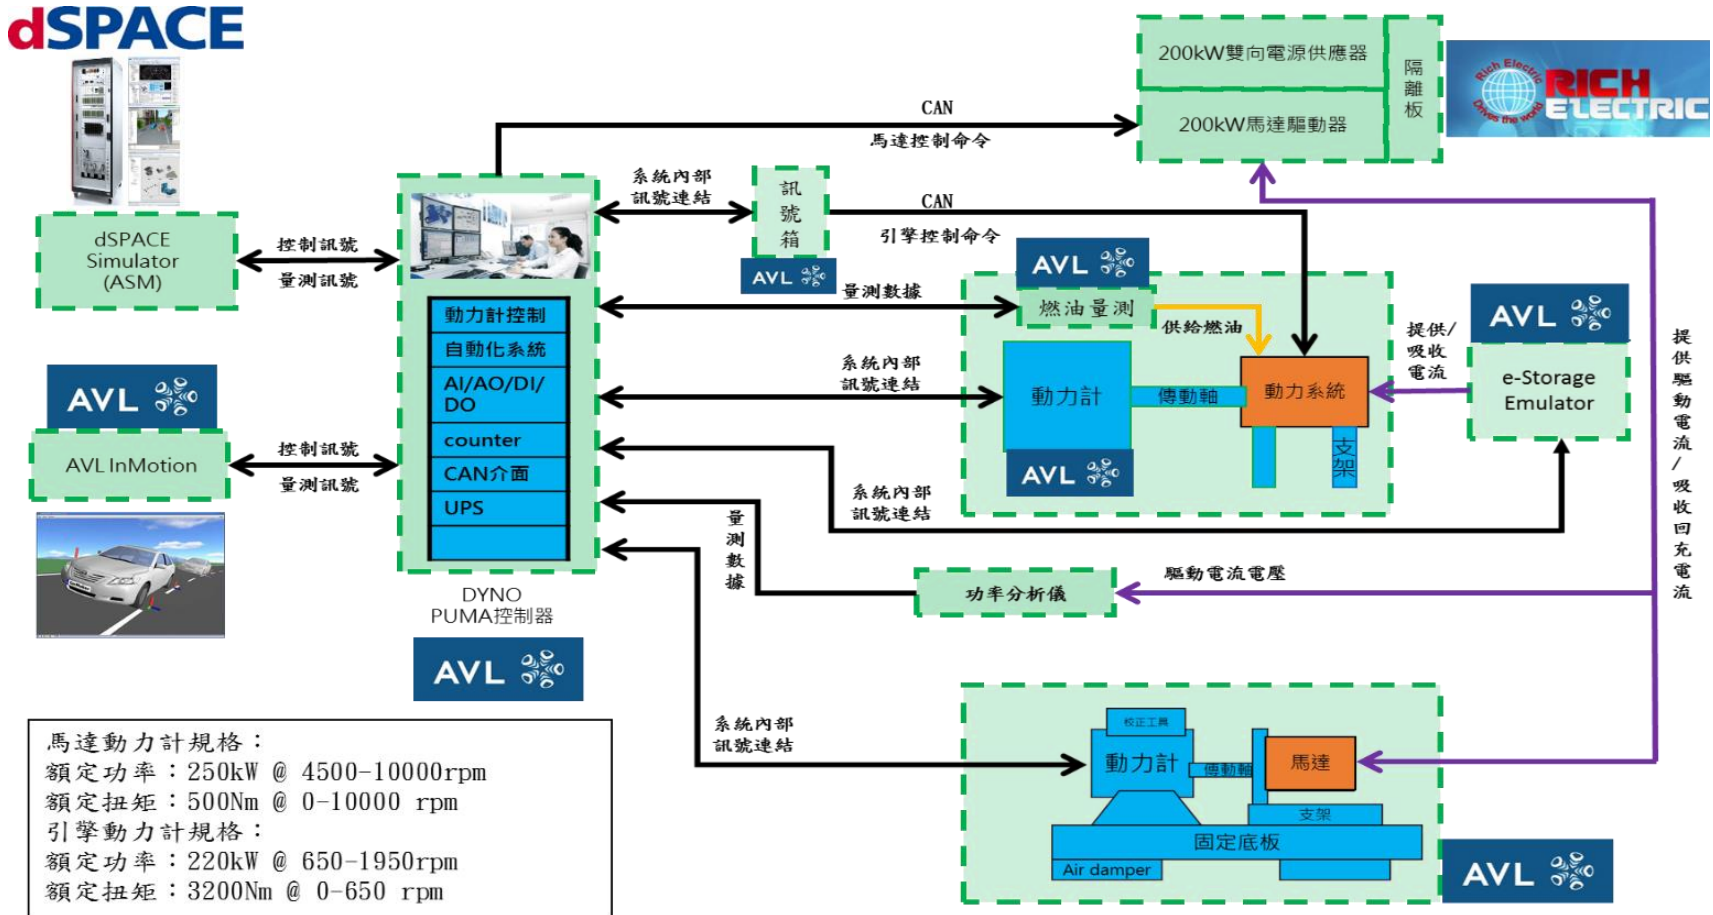 dSPACE
200kW雙向電源供應器
200kW馬達驅動器
隔離板
Rich Electric
Drives the world
RICH
ELECTRIC
CAN
馬達控制命令
系統內部
訊號連結
訊號箱
CAN
引擎控制命令
AVL
dSPACE
Simulator
(ASM)
控制訊號
量測訊號
動力計控制
自動化系統
AI/AO/DI/
DO
counter
CAN介面
UPS
DYNO
PUMA控制器
AVL
AVL
AVL InMotion
控制訊號
量測訊號
量測數據
AVL
燃油量測
供給燃油
系統內部
訊號連結
動力計
傳動軸
動力系統
支架
AVL
提供/
吸收
電流
AVL
e-Storage
Emulator
系統內部
訊號連結
量測數據
功率分析儀
驅動電流電壓
提供驅動電流/吸收回充電流
系統內部
訊號連結
校正工具
動力計
傳動軸
馬達
支架
固定底板
Air damper
AVL
馬達動力計規格：
額定功率：250kW @ 4500-10000rpm
額定扭矩：500Nm @ 0-10000 rpm
引擎動力計規格：
額定功率：220kW @ 650-1950rpm
額定扭矩：3200Nm @ 0-650 rpm